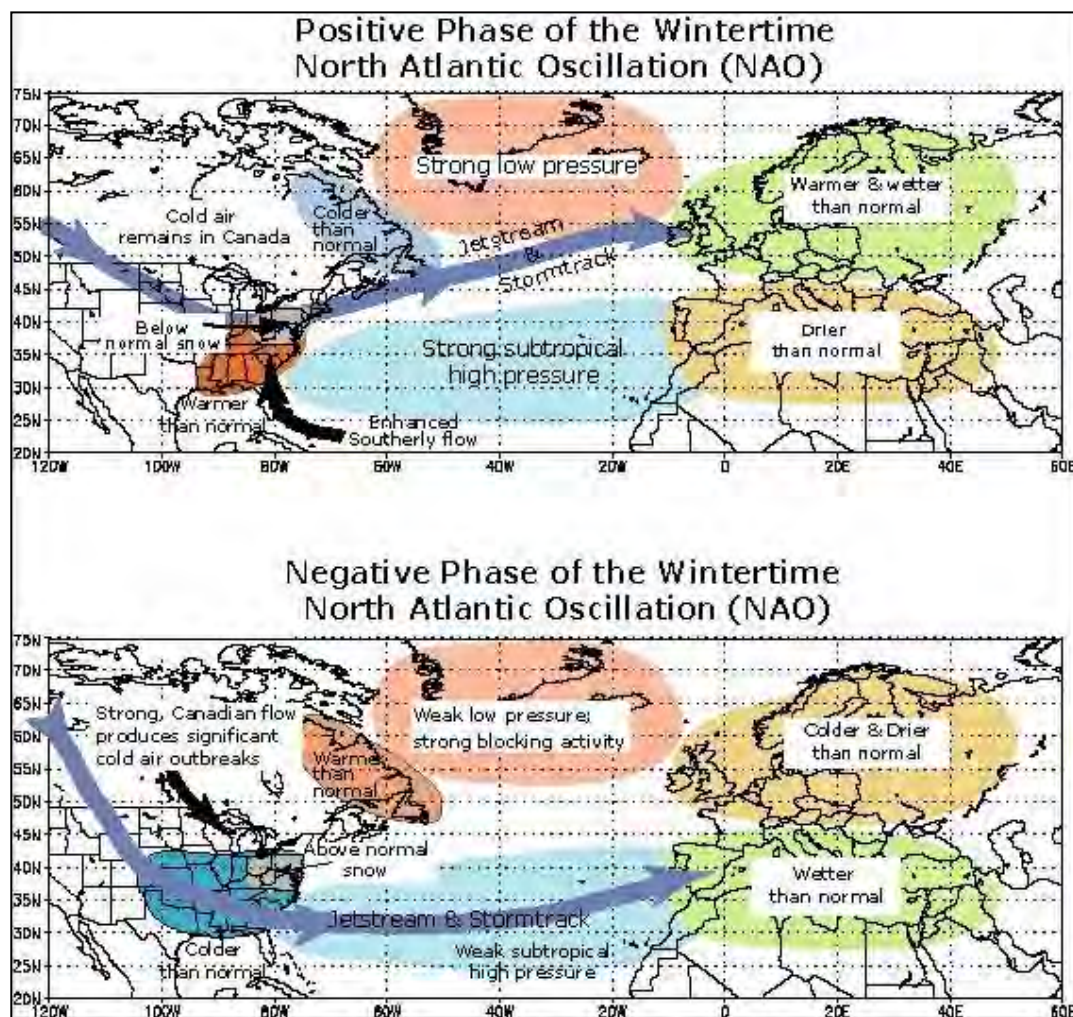 Positive Phase of the Wintertime
North Atlantic Oscillation (NAO)
75N
70N
65N
60N
55N
50N
45N
40N
35N
30N
25N
20N
120W
100W
80W
60W
40W
20W
0
20E
40E
60E
Strong low pressure
Warmer & wetter
than normal
Cold air
remains in Canada
Colder
than
normal
Jetstream
&
Stormtrack
Below
normal snow
Strong subtropical
high pressure
Drier
than normal
Warmer
than normal
Enhanced
Southerly flow
Negative Phase of the Wintertime
North Atlantic Oscillation (NAO)
75N
70N
65N
60N
55N
50N
45N
40N
35N
30N
25N
20N
120W
100W
80W
60W
40W
20W
0
20E
40E
60E
Strong, Canadian flow
produces significant
cold air outbreaks
Weak low pressure;
strong blocking activity
Colder & Drier
than normal
Warmer
than
normal
Above normal
snow
Wetter
than normal
Jetstream & Stormtrack
Colder
than normal
Weak subtropical
high pressure